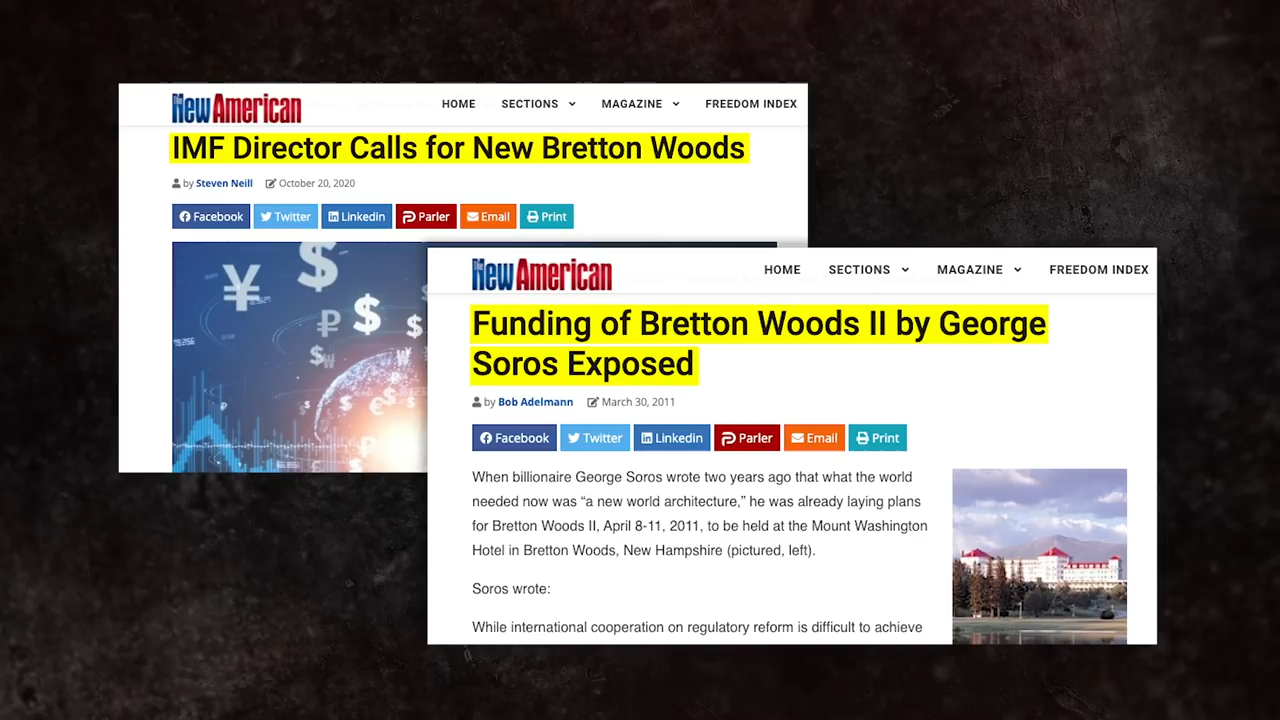 The New American
HOME SECTIONS MAGAZINE FREEDOM INDEX
IMF Director Calls for New Bretton Woods
by Steven Neill October 20, 2020
Facebook Twitter Linkedin Parler Email Print
¥ $ $ $
The New American
HOME SECTIONS MAGAZINE FREEDOM INDEX
Funding of Bretton Woods II by George
Soros Exposed
by Bob Adelmann March 30, 2011
Facebook Twitter Linkedin Parler Email Print
When billionaire George Soros wrote two years ago that what the world
needed now was “a new world architecture,” he was already laying plans
for Bretton Woods II, April 8-11, 2011, to be held at the Mount Washington
Hotel in Bretton Woods, New Hampshire (pictured, left).
Soros wrote:
While international cooperation on regulatory reform is difficult to achieve